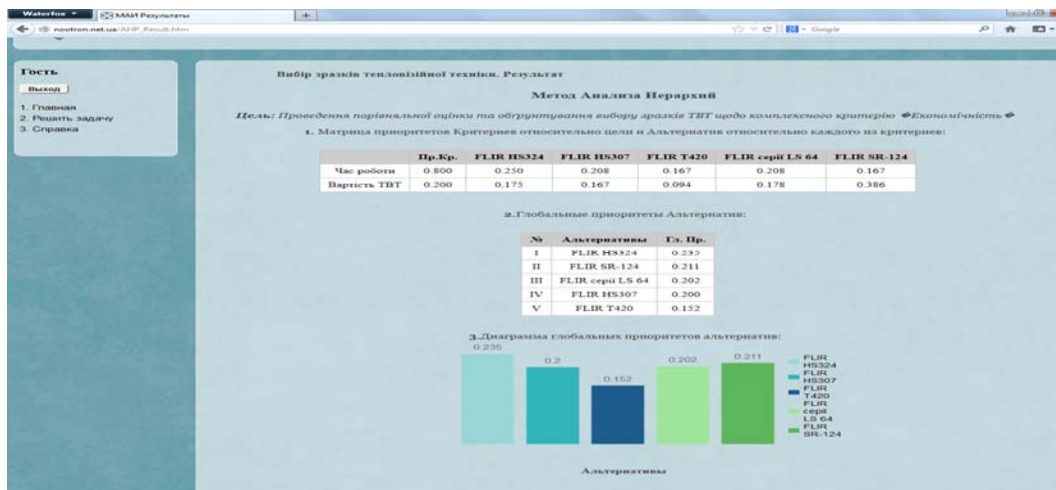 Waterfox
МАИ Результаты
nootron.net.ua/AHP_Result.htm
Google
Гость
Выход
1. Главная
2. Решить задачу
3. Справка
Вибір зразків тепловізійної техніки. Результат
Метод Анализа Иерархий
Цель: Проведення порівняльної оцінки та обґрунтування вибору зразків ТВТ щодо комплексного критерію �Економічність�
1. Матрица приоритетов Критериев относительно цели и Альтернатив относительно каждого из критериев:
Пр.Кр. FLIR HS324 FLIR HS307 FLIR T420 FLIR серії LS 64 FLIR SR-124
Час роботи 0.800 0.250 0.208 0.167 0.208 0.167
Вартість ТВТ 0.200 0.175 0.167 0.094 0.178 0.386
2.Глобальные приоритеты Альтернатив:
№ Альтернативы Гл. Пр.
I FLIR HS324 0.235
II FLIR SR-124 0.211
III FLIR серії LS 64 0.202
IV FLIR HS307 0.200
V FLIR T420 0.152
3.Диаграмма глобальных приоритетов альтернатив:
0.235
0.2
0.152
0.202
0.211
FLIR
HS324
FLIR
HS307
FLIR
T420
FLIR
серії
LS 64
FLIR
SR-124
Альтернативы